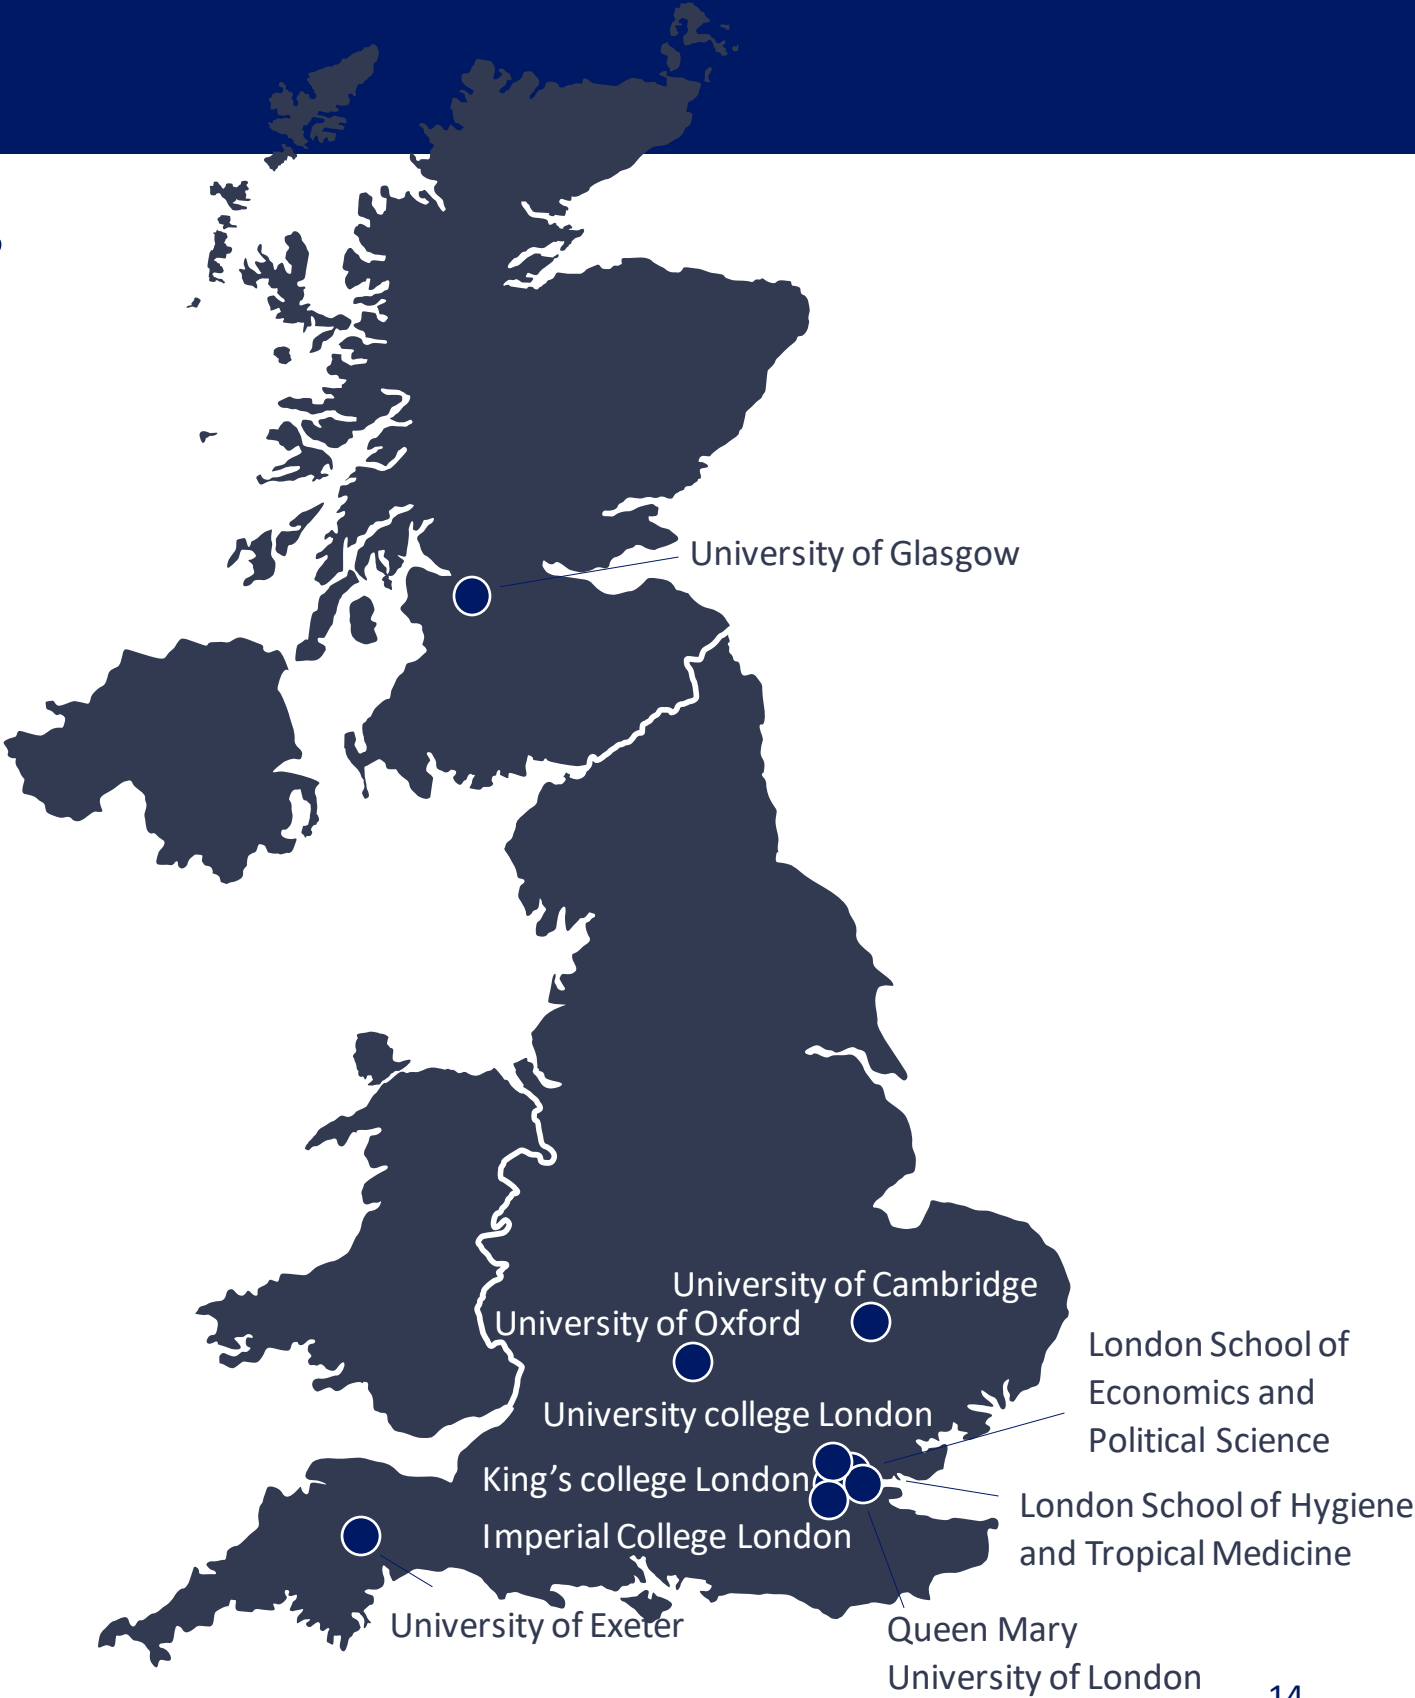 University of Glasgow
University of Cambridge
University of Oxford
London School of
Economics and
Political Science
University college London
King’s college London
London School of Hygiene
and Tropical Medicine
Imperial College London
University of Exeter
Queen Mary
University of London
14